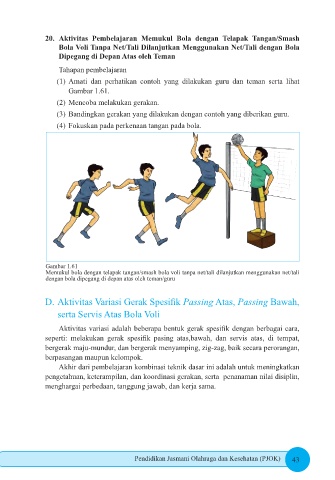 20. Aktivitas Pembelajaran Memukul Bola dengan Telapak Tangan/Smash
Bola Voli Tanpa Net/Tali Dilanjutkan Menggunakan Net/Tali dengan Bola
Dipegang di Depan Atas oleh Teman
Tahapan pembelajaran
(1) Amati dan perhatikan contoh yang dilakukan guru dan teman serta lihat
Gambar 1.61.
(2) Mencoba melakukan gerakan.
(3) Bandingkan gerakan yang dilakukan dengan contoh yang diberikan guru.
(4) Fokuskan pada perkenaan tangan pada bola.
Gambar 1.61
Memukul bola dengan telapak tangan/smash bola voli tanpa net/tali dilanjutkan menggunakan net/tali
dengan bola dipegang di depan atas oleh teman/guru
D. Aktivitas Variasi Gerak Spesifik Passing Atas, Passing Bawah,
serta Servis Atas Bola Voli
Aktivitas variasi adalah beberapa bentuk gerak spesifik dengan berbagai cara,
seperti: melakukan gerak spesifik pasing atas,bawah, dan servis atas, di tempat,
bergerak maju-mundur, dan bergerak menyamping, zig-zag, baik secara perorangan,
berpasangan maupun kelompok.
Akhir dari pembelajaran kombinasi teknik dasar ini adalah untuk meningkatkan
pengetahuan, keterampilan, dan koordinasi gerakan, serta penanaman nilai disiplin,
menghargai perbedaan, tanggung jawab, dan kerja sama.
Pendidikan Jasmani Olahraga dan Kesehatan (PJOK) 43